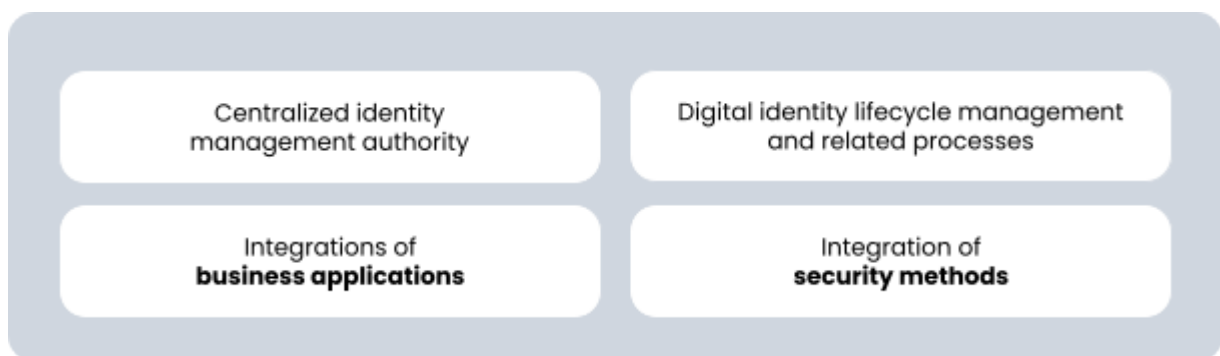 Centralized identity
management authority
Digital identity lifecycle management
and related processes
Integrations of
business applications
Integration of
security methods